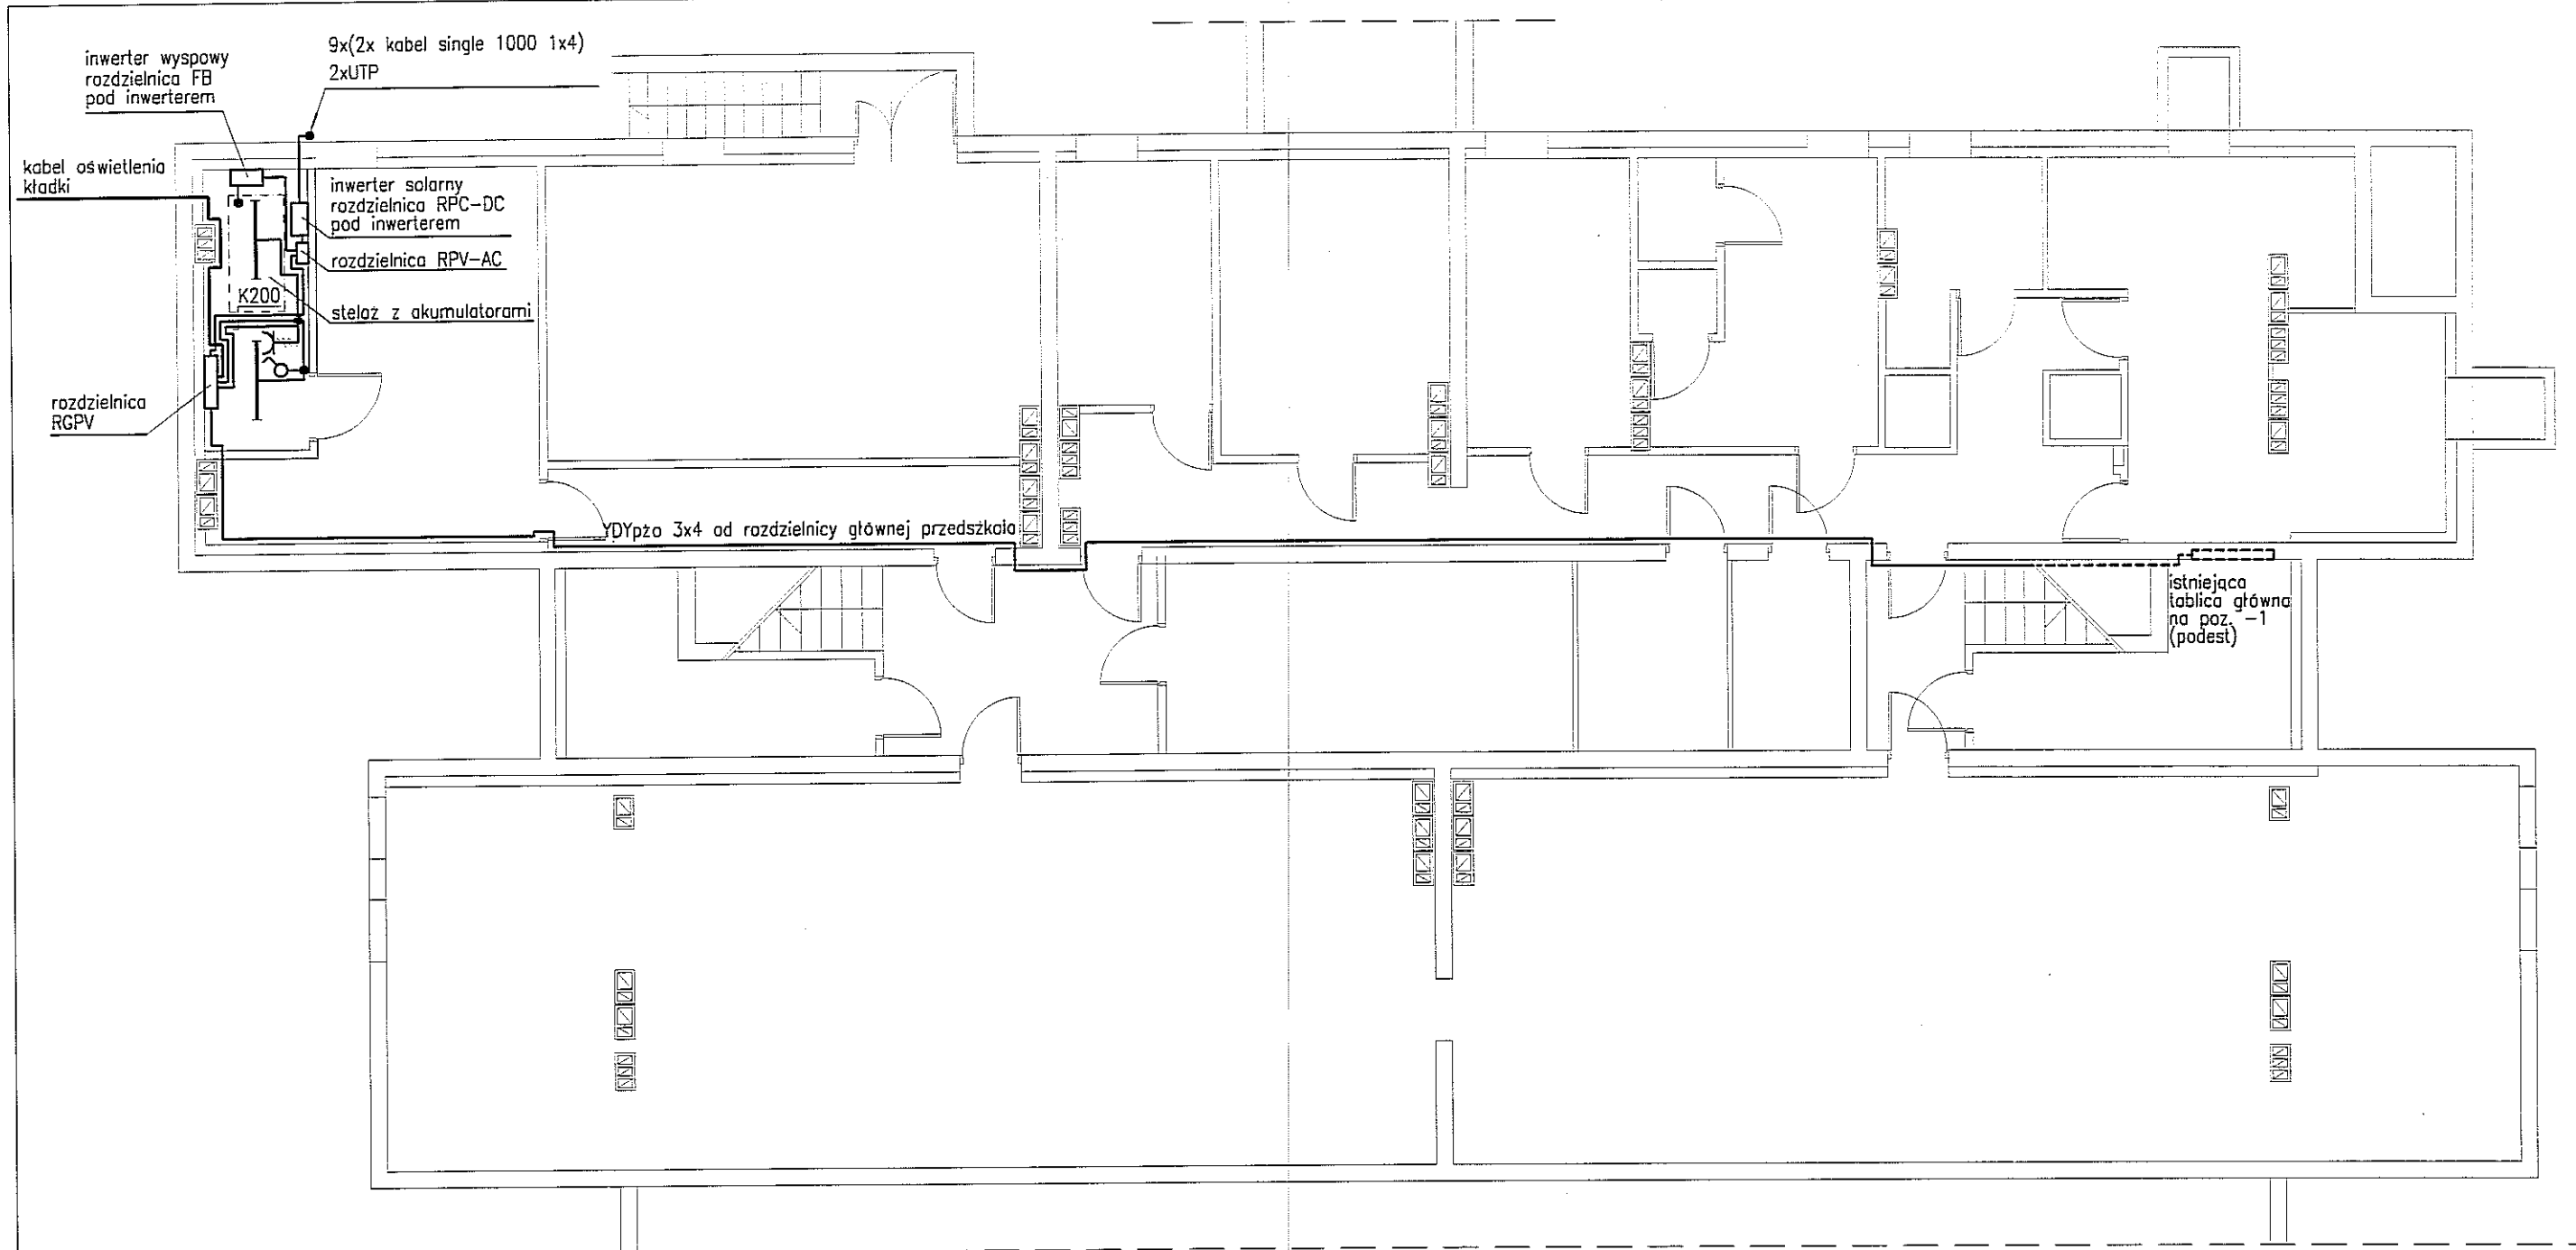 9x(2x kabel single 1000 1x4)
2xUTP
inwerter wyspowy
rozdzielnica FB
pod inwerterem
kabel oświetlenia
kładki
inwerter solarny
rozdzielnica RPC-DC
pod inwerterem
rozdzielnica RPV-AC
K200
stelaż z akumulatorami
rozdzielnica
RGPV
YDYpżo 3x4 od rozdzielnicy głównej przedszkola
istniejąca
tablica główna
na poz. -1
(podest)